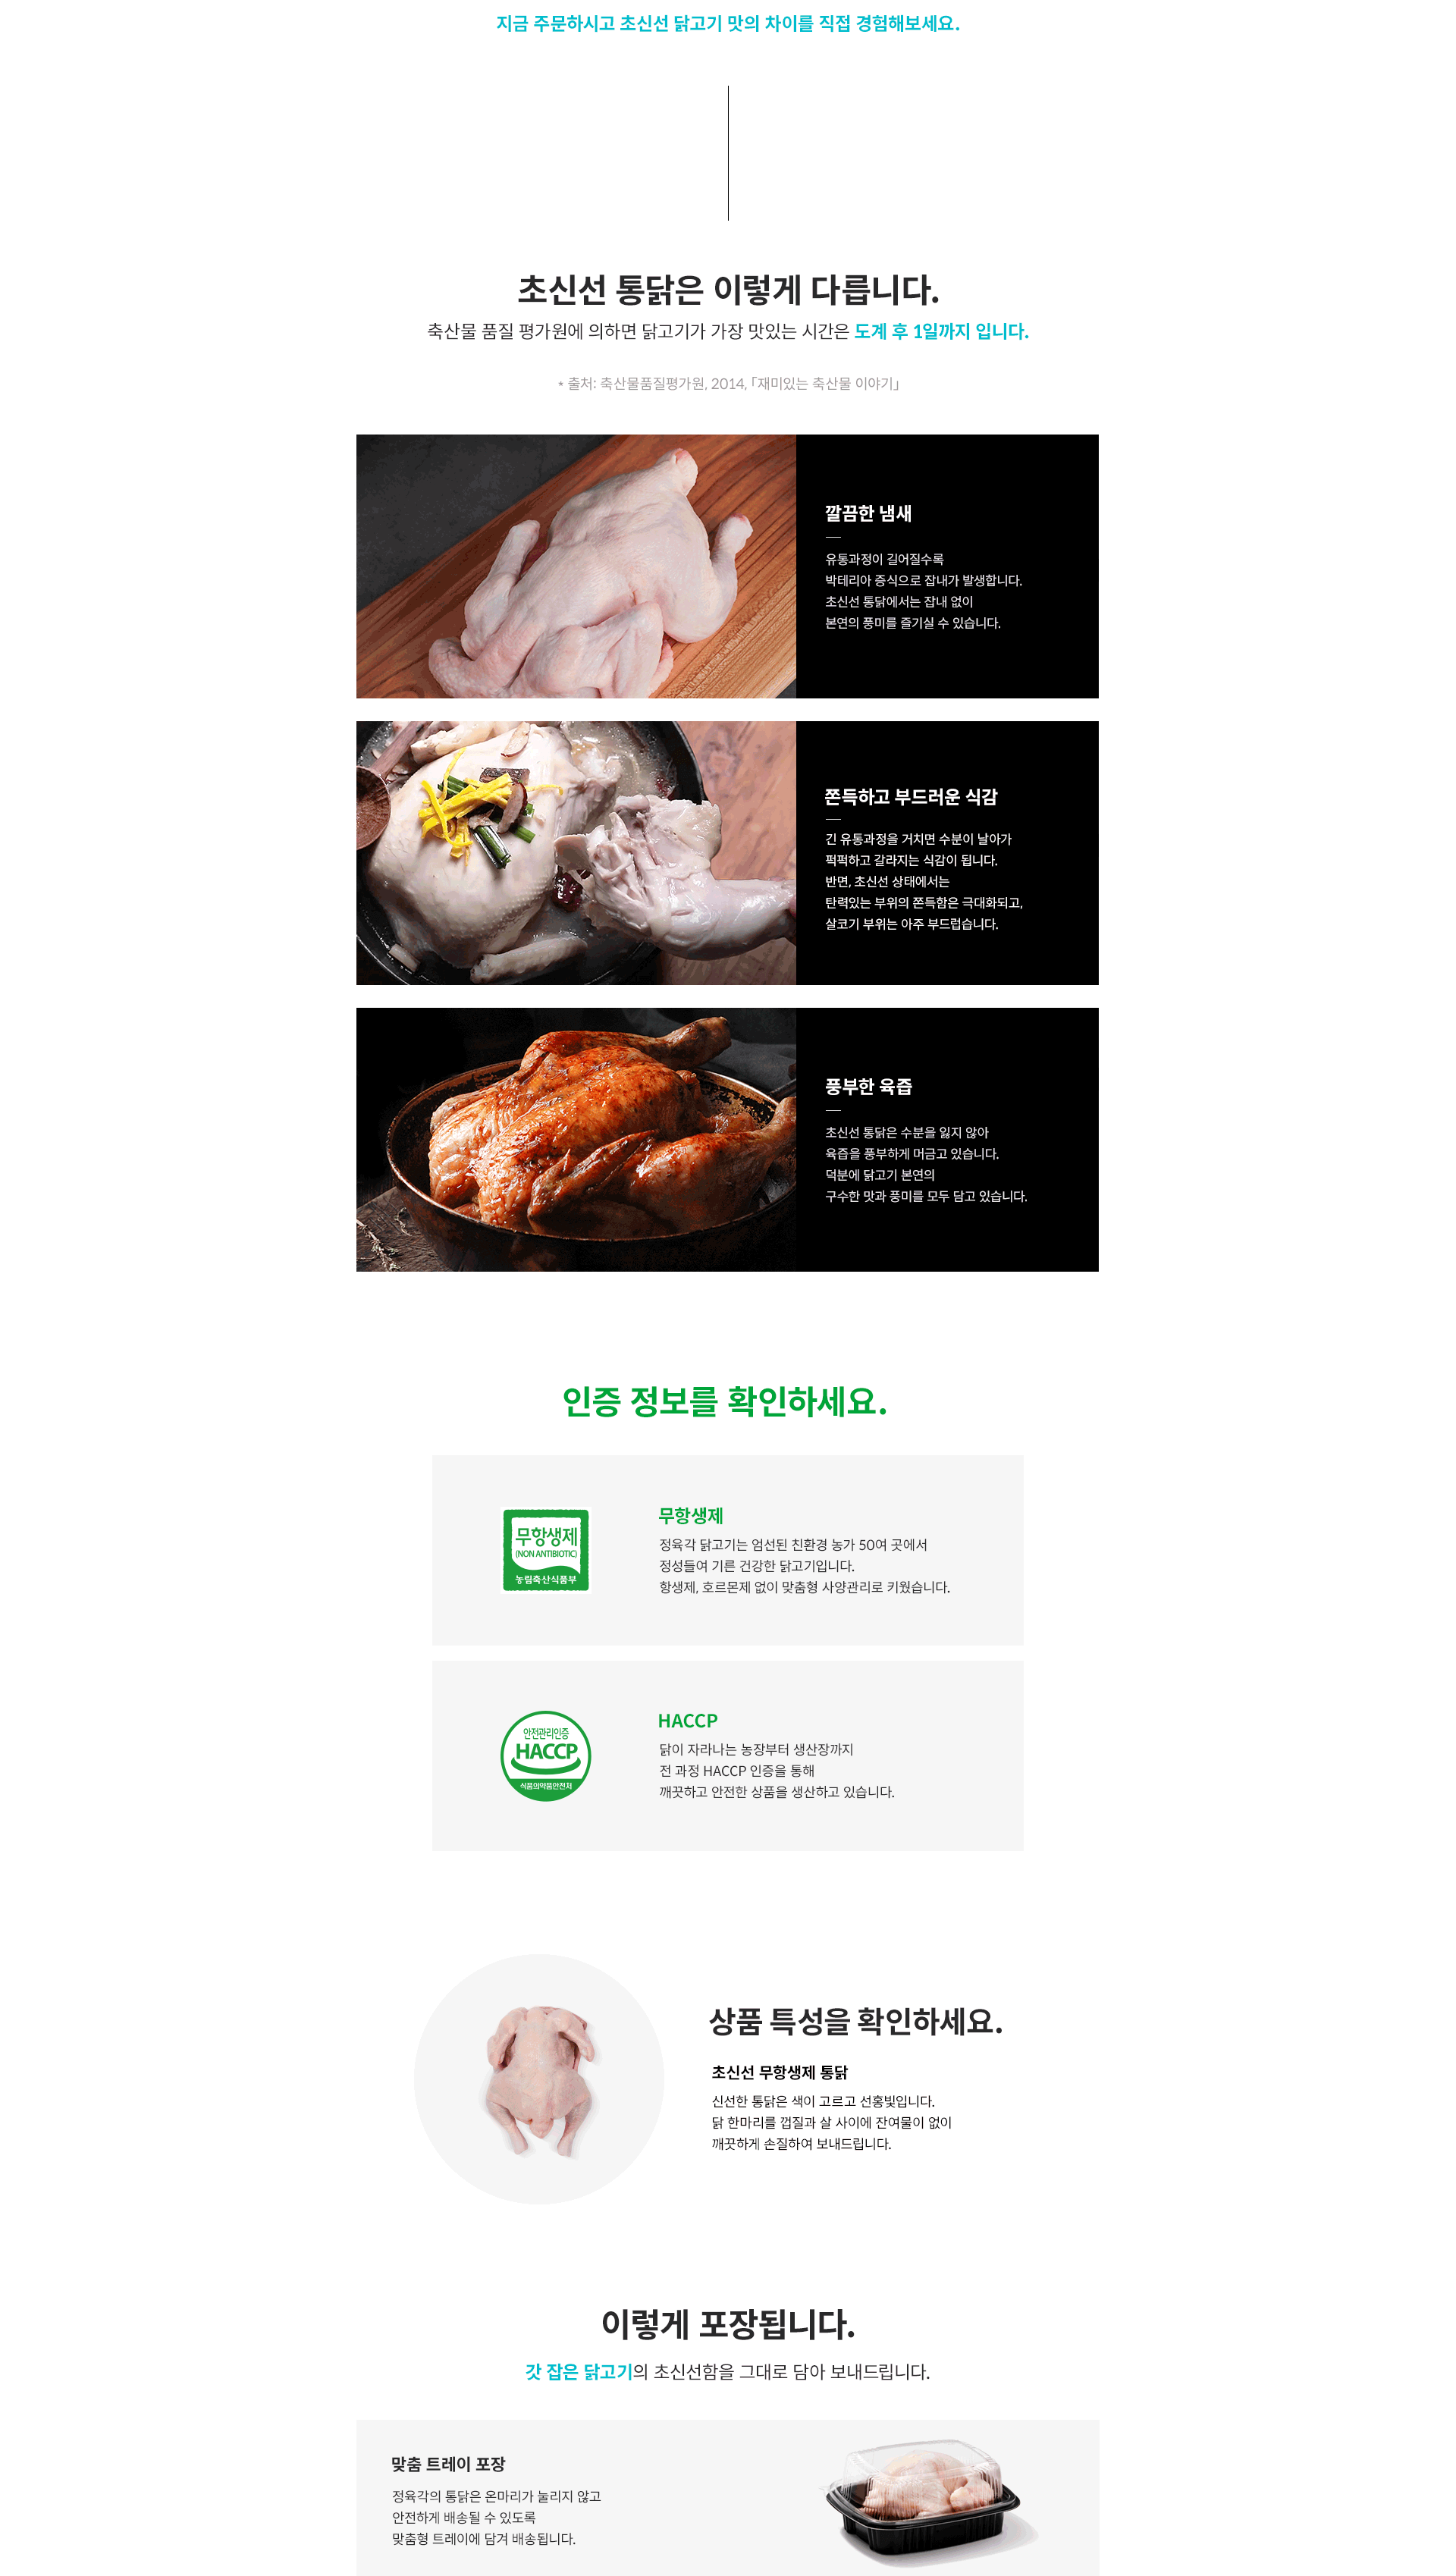 지금 주문하시고 초신선 닭고기 맛의 차이를 직접 경험해보세요.
초신선 통닭은 이렇게 다릅니다.
축산물 품질 평가원에 의하면 닭고기가 가장 맛있는 시간은 도계 후 1일까지 입니다.
* 출처: 축산물품질평가원, 2014, 「재미있는 축산물 이야기」
깔끔한 냄새
유통과정이 길어질수록
박테리아 증식으로 잡내가 발생합니다.
초신선 통닭에서는 잡내 없이
본연의 풍미를 즐기실 수 있습니다.
쫀득하고 부드러운 식감
긴 유통과정을 거치면 수분이 날아가
퍽퍽하고 갈라지는 식감이 됩니다.
반면, 초신선 상태에서는
탄력있는 부위의 쫀득함은 극대화되고,
살코기 부위는 아주 부드럽습니다.
풍부한 육즙
초신선 통닭은 수분을 잃지 않아
육즙을 풍부하게 머금고 있습니다.
덕분에 닭고기 본연의
구수한 맛과 풍미를 모두 담고 있습니다.
인증 정보를 확인하세요.
무항생제
(NON ANTIBIOTIC)
농림축산식품부
무항생제
정육각 닭고기는 엄선된 친환경 농가 50여 곳에서
정성들여 기른 건강한 닭고기입니다.
항생제, 호르몬제 없이 맞춤형 사양관리로 키웠습니다.
안전관리인증
HACCP
식품의약품안전처
HACCP
닭이 자라나는 농장부터 생산장까지
전 과정 HACCP 인증을 통해
깨끗하고 안전한 상품을 생산하고 있습니다.
상품 특성을 확인하세요.
초신선 무항생제 통닭
신선한 통닭은 색이 고르고 선홍빛입니다.
닭 한마리를 껍질과 살 사이에 잔여물이 없이
깨끗하게 손질하여 보내드립니다.
이렇게 포장됩니다.
갓 잡은 닭고기의 초신선함을 그대로 담아 보내드립니다.
맞춤 트레이 포장
정육각의 통닭은 온마리가 눌리지 않고
안전하게 배송될 수 있도록
맞춤형 트레이에 담겨 배송됩니다.